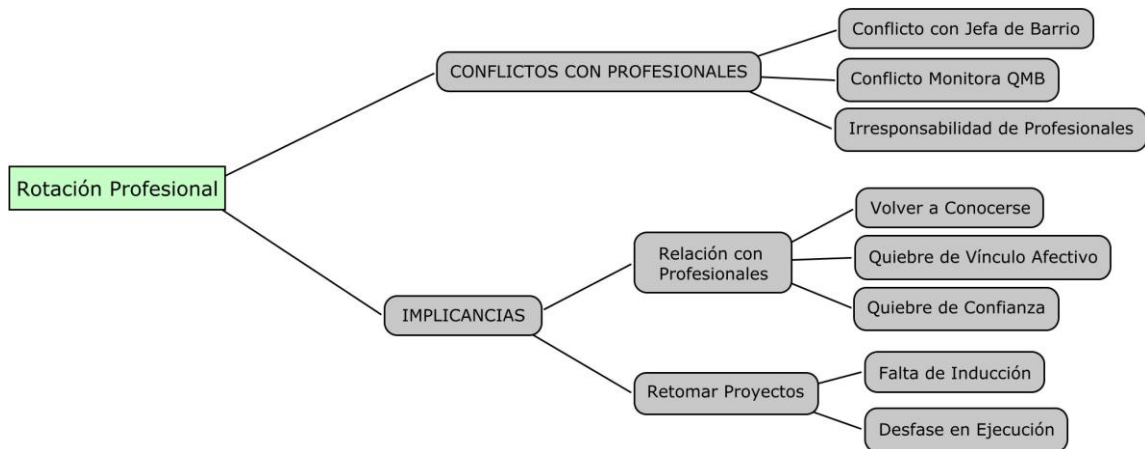 Rotación Profesional
CONFLICTOS CON PROFESIONALES
Conflicto con Jefa de Barrio
Conflicto Monitora QMB
Irresponsabilidad de Profesionales
IMPLICANCIAS
Relación con
Profesionales
Volver a Conocerse
Quiebre de Vínculo Afectivo
Quiebre de Confianza
Retomar Proyectos
Falta de Inducción
Desfase en Ejecución